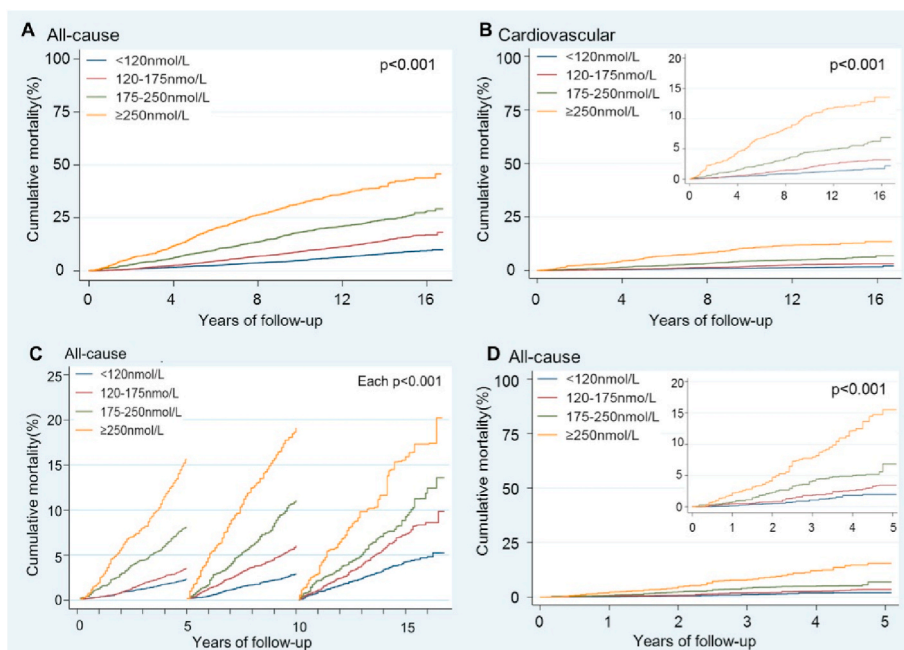 A All-cause
100
75
50
25
0
Cumulative mortality(%)
<120nmol/L
120-175nmo/L
175-250nmol/L
≥250nmol/L
p<0.001
0 4 8 12 16
Years of follow-up
B Cardiovascular
100
75
50
25
0
Cumulative mortality(%)
<120nmol/L
120-175nmo/L
175-250nmol/L
≥250nmol/L
p<0.001
20
15
10
5
0
0 4 8 12 16
0 4 8 12 16
Years of follow-up
C All-cause
25
20
15
10
5
0
Cumulative mortality(%)
<120nmol/L
120-175nmo/L
175-250nmol/L
≥250nmol/L
Each p<0.001
0 5 10 15
Years of follow-up
D All-cause
100
75
50
25
0
Cumulative mortality(%)
<120nmol/L
120-175nmo/L
175-250nmol/L
≥250nmol/L
p<0.001
20
15
10
5
0
0 1 2 3 4 5
0 1 2 3 4 5
Years of follow-up